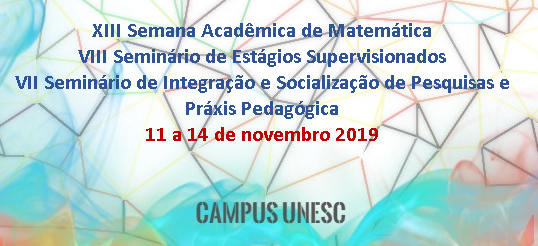 XIII Semana Acadêmica de Matemática
VIII Seminário de Estágios Supervisionados
VII Seminário de Integração e Socialização de Pesquisas e
Práxis Pedagógica
11 a 14 de novembro 2019
CAMPUS UNESC